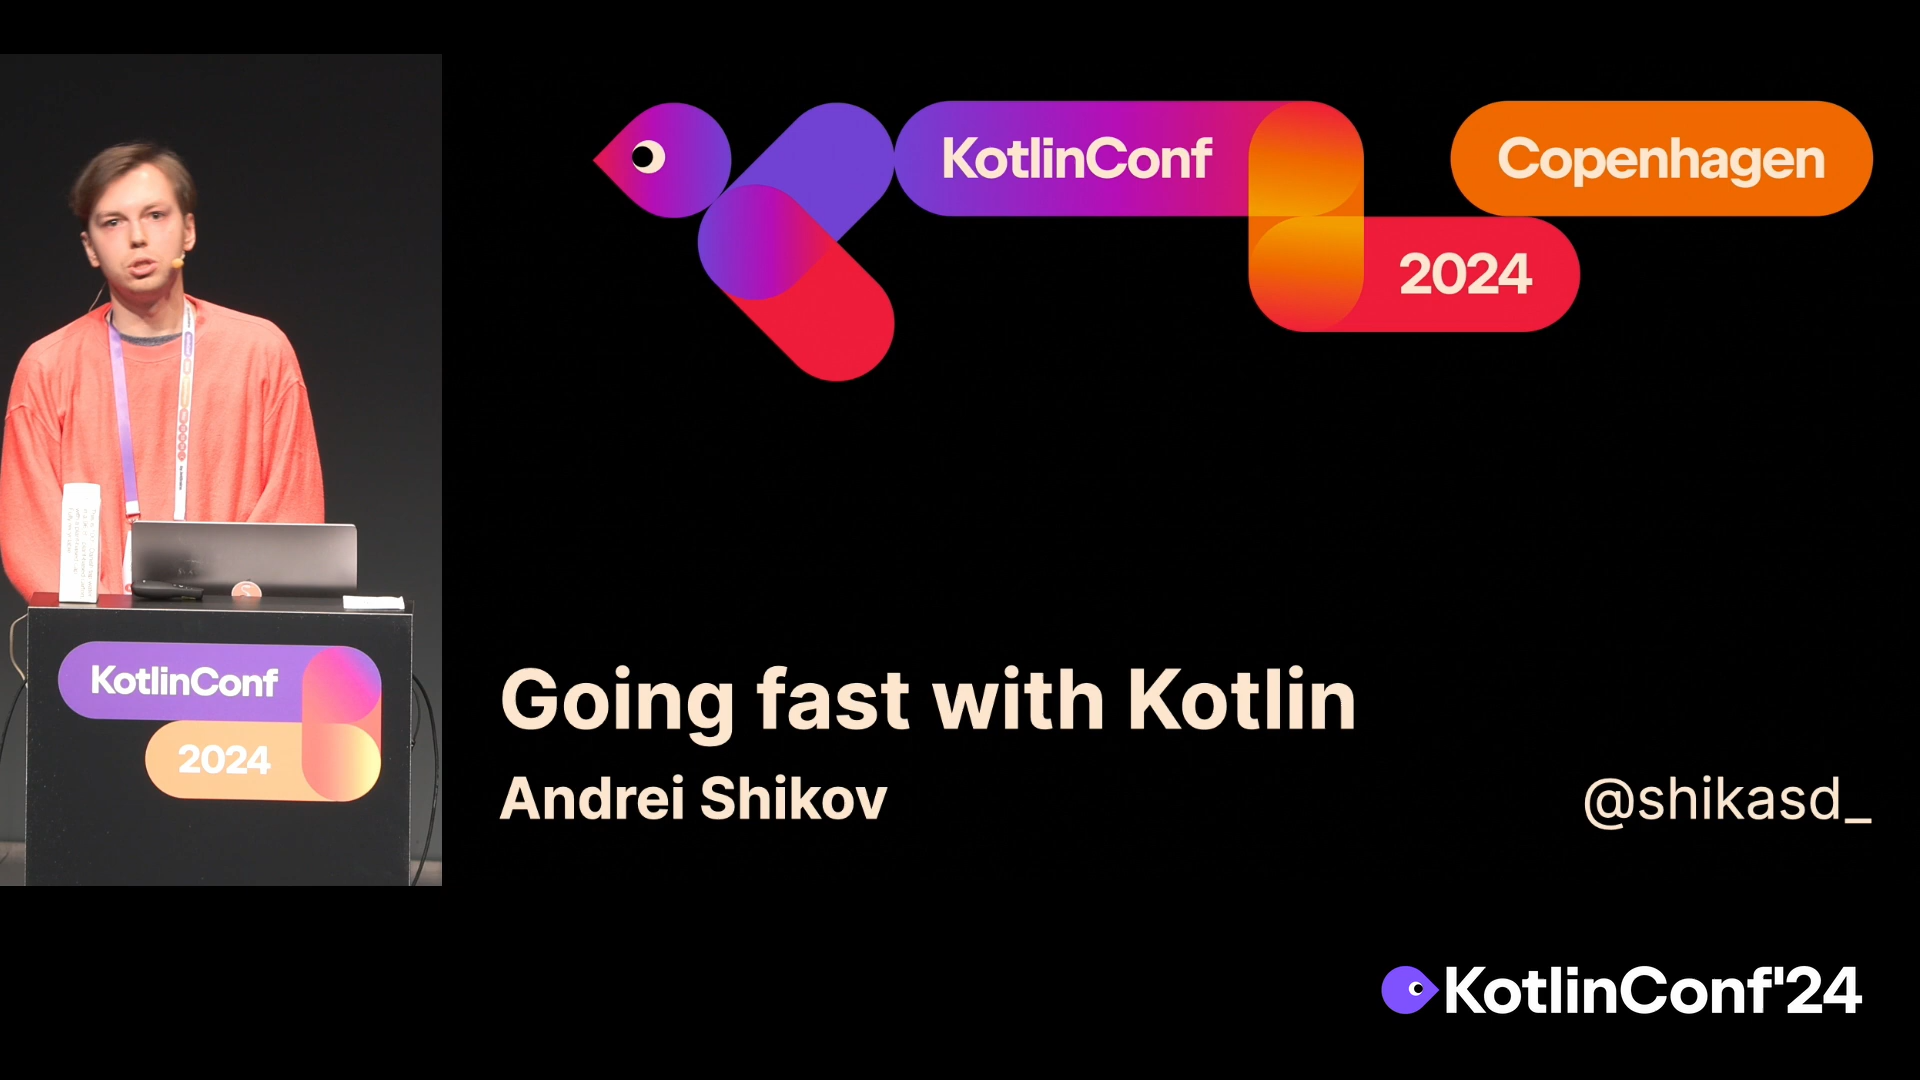 KotlinConf
Copenhagen
2024
Going fast with Kotlin
Andrei Shikov
@shikasd_
KotlinConf
2024
KotlinConf'24